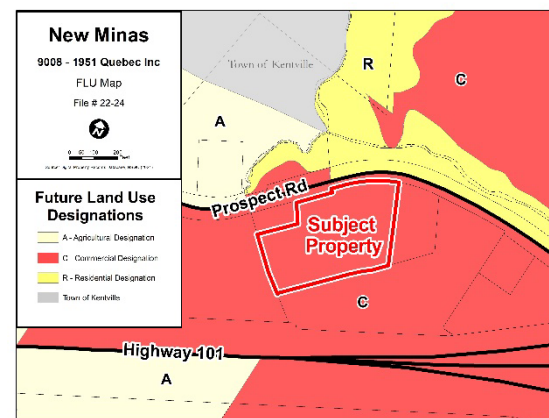 New Minas
9008 - 1951 Quebec Inc
FLU Map
File # 22-24
Future Land Use
Designations
A - Agricultural Designation
C - Commercial Designation
R - Residential Designation
Town of Kentville
Town of Kentville
R
C
A
Prospect Rd
Subject
Property
C
Highway 101
A